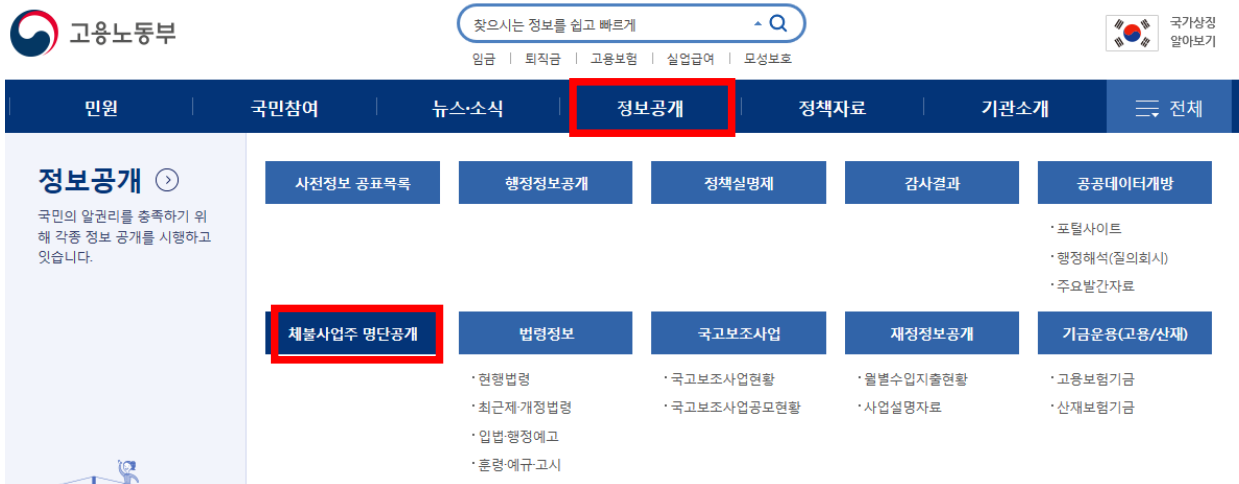 고용노동부
찾으시는 정보를 쉽고 빠르게
임금 | 퇴직금 | 고용보험 | 실업급여 | 모성보호
국가상징
알아보기
민원 국민참여 뉴스·소식 정보공개 정책자료 기관소개 전체
정보공개
국민의 알권리를 충족하기 위
해 각종 정보 공개를 시행하고
잇습니다.
사전정보 공표목록 행정정보공개 정책실명제 감사결과 공공데이터개방
·포털사이트
·행정해석(질의회시)
·주요발간자료
체불사업주 명단공개 법령정보 국고보조사업 재정정보공개 기금운용(고용/산재)
·현행법령 ·국고보조사업현황 ·월별수입지출현황 ·고용보험기금
·최근제·개정법령 ·국고보조사업공모현황 ·사업설명자료 ·산재보험기금
·입법·행정예고
·훈령·예규·고시